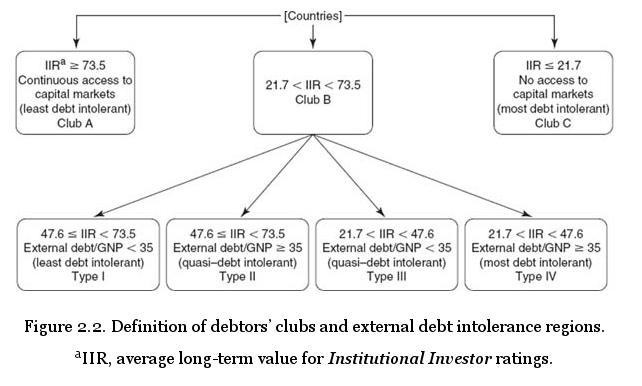 [Countries]
IIRᵃ ≥ 73.5
Continuous access to
capital markets
(least debt intolerant)
Club A
21.7 < IIR < 73.5
Club B
IIR ≤ 21.7
No access to
capital markets
(most debt intolerant)
Club C
47.6 ≤ IIR < 73.5
External debt/GNP < 35
(least debt intolerant)
Type I
47.6 ≤ IIR < 73.5
External debt/GNP ≥ 35
(quasi–debt intolerant)
Type II
21.7 < IIR < 47.6
External debt/GNP < 35
(quasi–debt intolerant)
Type III
21.7 < IIR < 47.6
External debt/GNP ≥ 35
(most debt intolerant)
Type IV
Figure 2.2. Definition of debtors’ clubs and external debt intolerance regions.
ᵃIIR, average long-term value for Institutional Investor ratings.